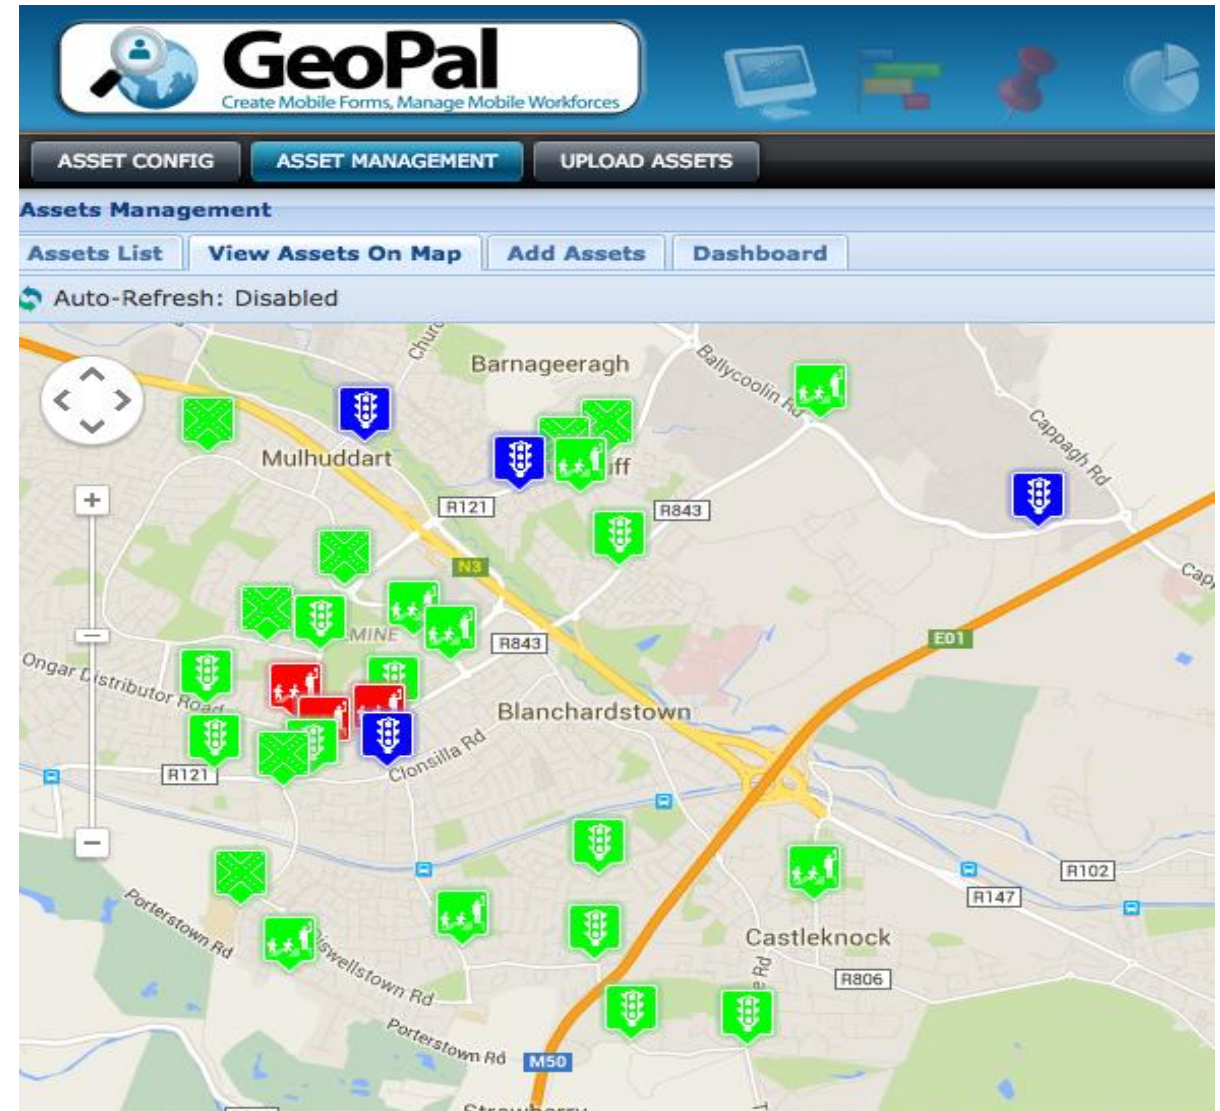 GeoPal
Create Mobile Forms, Manage Mobile Workforces
ASSET CONFIG
ASSET MANAGEMENT
UPLOAD ASSETS
Assets Management
Assets List
View Assets On Map
Add Assets
Dashboard
Auto-Refresh: Disabled
Barnageeragh
Ballycoolin Rd
Cappagh Rd
Mulhuddart
R121
R843
N3
R843
E01
Ongar Distributor Road
Blanchardstown
Clonsilla Rd
R121
R102
R147
Porterstown Rd
Castleknock
R806
Porterstown Rd
M50